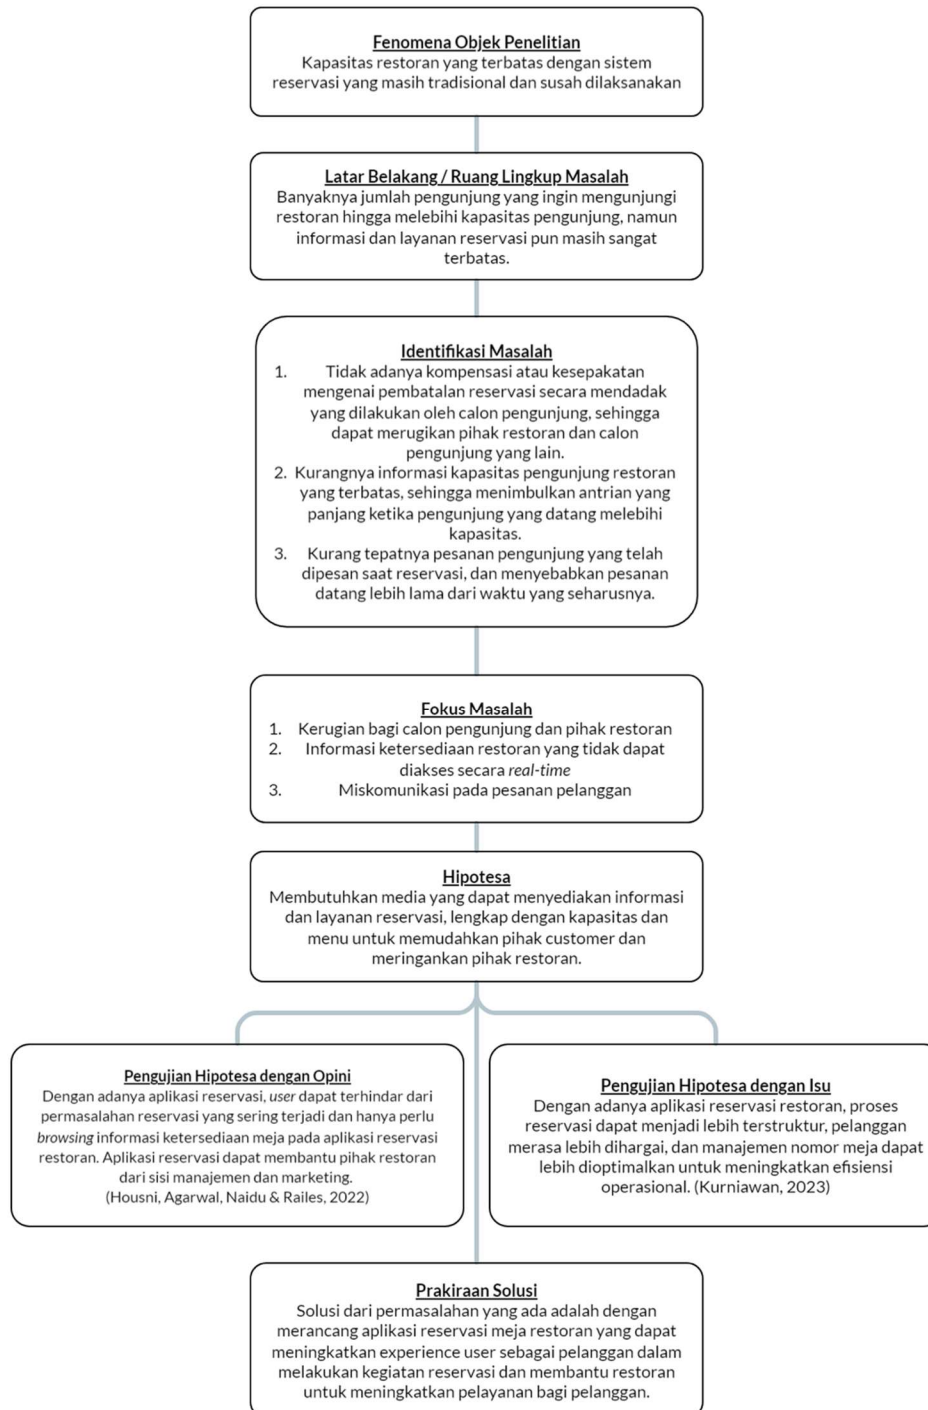 Fenomena Objek Penelitian
Kapasitas restoran yang terbatas dengan sistem
reservasi yang masih tradisional dan susah dilaksanakan
Latar Belakang / Ruang Lingkup Masalah
Banyaknya jumlah pengunjung yang ingin mengunjungi
restoran hingga melebihi kapasitas pengunjung, namun
informasi dan layanan reservasi pun masih sangat
terbatas.
Identifikasi Masalah
1. Tidak adanya kompensasi atau kesepakatan
mengenai pembatalan reservasi secara mendadak
yang dilakukan oleh calon pengunjung, sehingga
dapat merugikan pihak restoran dan calon
pengunjung yang lain.
2. Kurangnya informasi kapasitas pengunjung restoran
yang terbatas, sehingga menimbulkan antrian yang
panjang ketika pengunjung yang datang melebihi
kapasitas.
3. Kurang tepatnya pesanan pengunjung yang telah
dipesan saat reservasi, dan menyebabkan pesanan
datang lebih lama dari waktu yang seharusnya.
Fokus Masalah
1. Kerugian bagi calon pengunjung dan pihak restoran
2. Informasi ketersediaan restoran yang tidak dapat
diakses secara real-time
3. Miskomunikasi pada pesanan pelanggan
Hipotesa
Membutuhkan media yang dapat menyediakan informasi
dan layanan reservasi, lengkap dengan kapasitas dan
menu untuk memudahkan pihak customer dan
meringankan pihak restoran.
Pengujian Hipotesa dengan Opini
Dengan adanya aplikasi reservasi, user dapat terhindar dari
permasalahan reservasi yang sering terjadi dan hanya perlu
browsing informasi ketersediaan meja pada aplikasi reservasi
restoran. Aplikasi reservasi dapat membantu pihak restoran
dari sisi manajemen dan marketing.
(Housni, Agarwal, Naidu & Railes, 2022)
Pengujian Hipotesa dengan Isu
Dengan adanya aplikasi reservasi restoran, proses
reservasi dapat menjadi lebih terstruktur, pelanggan
merasa lebih dihargai, dan manajemen nomor meja dapat
lebih dioptimalkan untuk meningkatkan efisiensi
operasional. (Kurniawan, 2023)
Prakiraan Solusi
Solusi dari permasalahan yang ada adalah dengan
merancang aplikasi reservasi meja restoran yang dapat
meningkatkan experience user sebagai pelanggan dalam
melakukan kegiatan reservasi dan membantu restoran
untuk meningkatkan pelayanan bagi pelanggan.